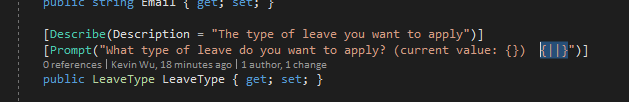 public string Email { get; set; }
[Describe(Description = "The type of leave you want to apply")]
[Prompt("What type of leave do you want to apply? (current value: {})  {||}")]
0 references | Kevin Wu, 18 minutes ago | 1 author, 1 change
public LeaveType LeaveType { get; set; }